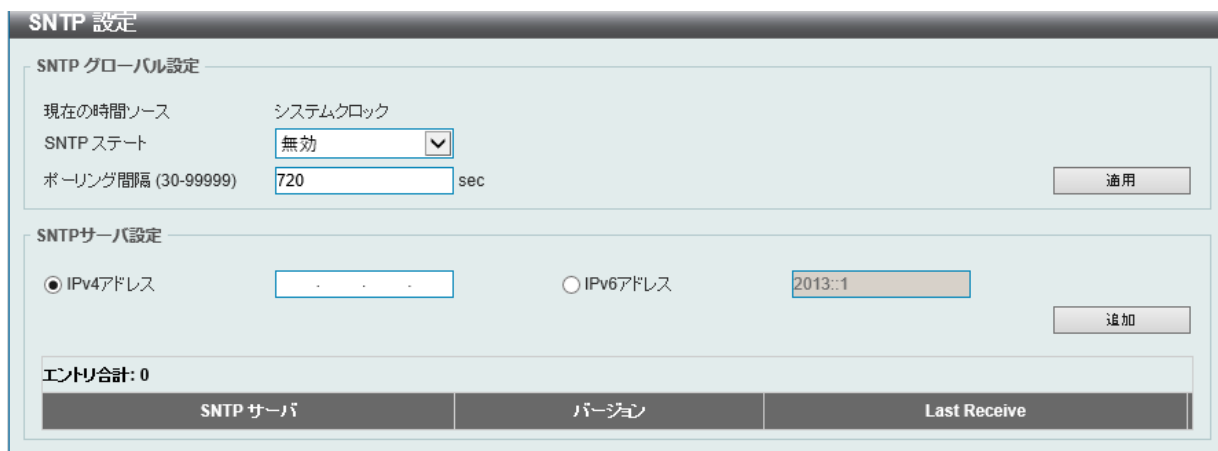 SNTP 設定
SNTP グローバル設定
現在の時間ソース システムクロック
SNTP ステート 無効
ポーリング間隔 (30-99999) 720 sec 適用
SNTPサーバ設定
IPv4アドレス . . . IPv6アドレス 2013::1
追加
エントリ合計: 0
SNTP サーバ バージョン Last Receive